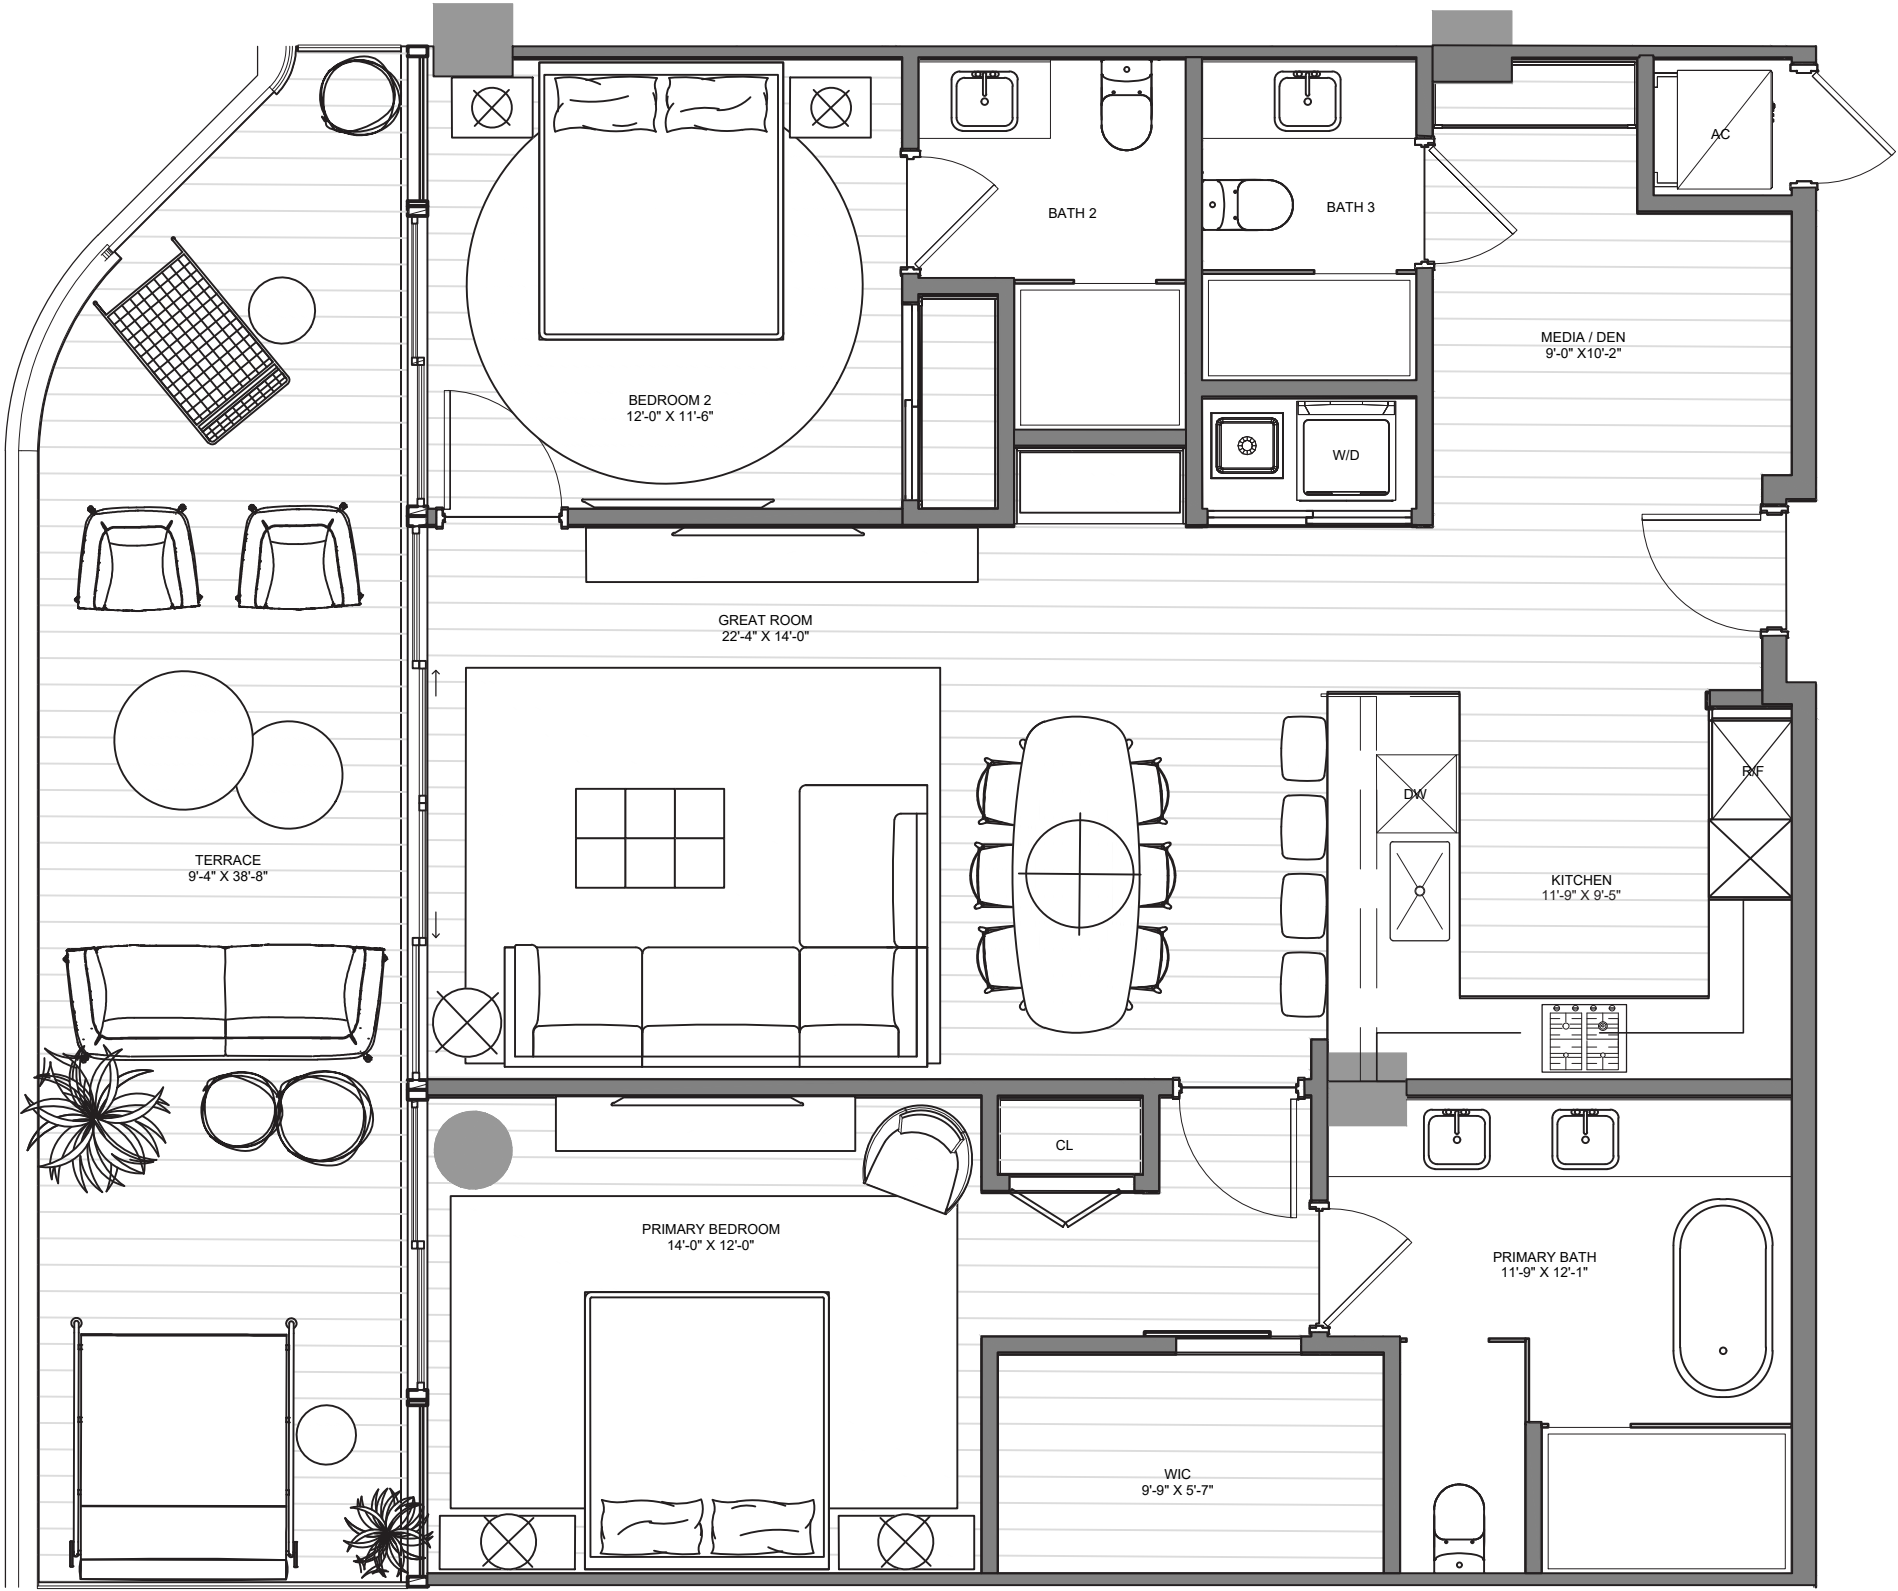 AC
BATH 2
BATH 3
MEDIA / DEN
9'-0" X10'-2"
BEDROOM 2
12'-0" X 11'-6"
W/D
GREAT ROOM
22'-4" X 14'-0"
R/F
DW
TERRACE
9'-4" X 38'-8"
KITCHEN
11'-9" X 9'-5"
CL
PRIMARY BEDROOM
14'-0" X 12'-0"
PRIMARY BATH
11'-9" X 12'-1"
WIC
9'-9" X 5'-7"